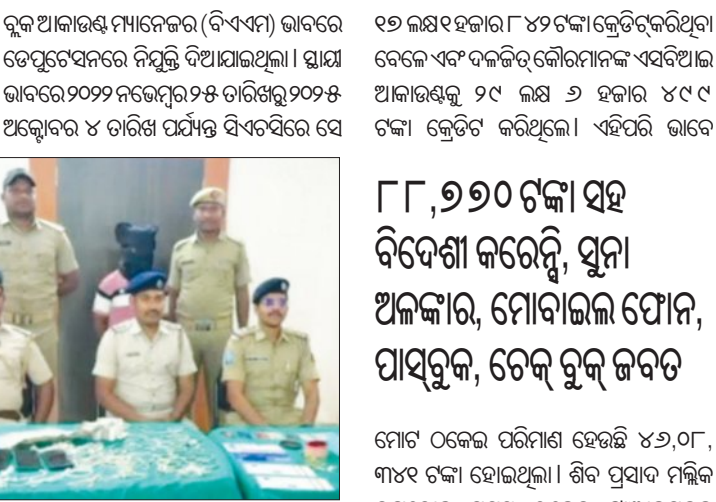 ବ୍ଲକ ଆକାଉଣ୍ଟ ମ୍ୟାନେଜର (ବିଏଏମ) ଭାବରେ
ଡେପୁଟେସନରେ ନିଯୁକ୍ତି ଦିଆଯାଇଥିଲା। ସ୍ଥାୟୀ
ଭାବରେ ୨୦୨୨ ନଭେମ୍ବର ୨୫ ତାରିଖରୁ ୨୦୨୫
ଅକ୍ଟୋବର ୪ ତାରିଖ ପର୍ଯ୍ୟନ୍ତ ସିଏଚସିରେ ସେ
୧୭ ଲକ୍ଷ ୧ ହଜାର ୮୪୨ ଟଙ୍କା କ୍ରେଡିଟ୍ କରିଥିବା
ବେଳେ ଏବଂ ଦଳଜିତ୍ କୌରମାନଙ୍କ ଏସବିଆଇ
ଆକାଉଣ୍ଟକୁ ୨୯ ଲକ୍ଷ ୬ ହଜାର ୪୯୯
ଟଙ୍କା କ୍ରେଡିଟ କରିଥିଲେ। ଏହିପରି ଭାବେ
୮୮,୭୭୦ ଟଙ୍କା ସହ
ବିଦେଶୀ କରେନ୍ସି, ସୁନା
ଅଳଙ୍କାର, ମୋବାଇଲ ଫୋନ,
ପାସ୍‌ବୁକ, ଚେକ୍ ବୁକ୍ ଜବତ
ମୋଟ ଠକେଇ ପରିମାଣ ହେଉଛି ୪୬,୦୮,
୩୪୧ ଟଙ୍କା ହୋଇଥିଲା। ଶିବ ପ୍ରସାଦ ମଲ୍ଲିକ